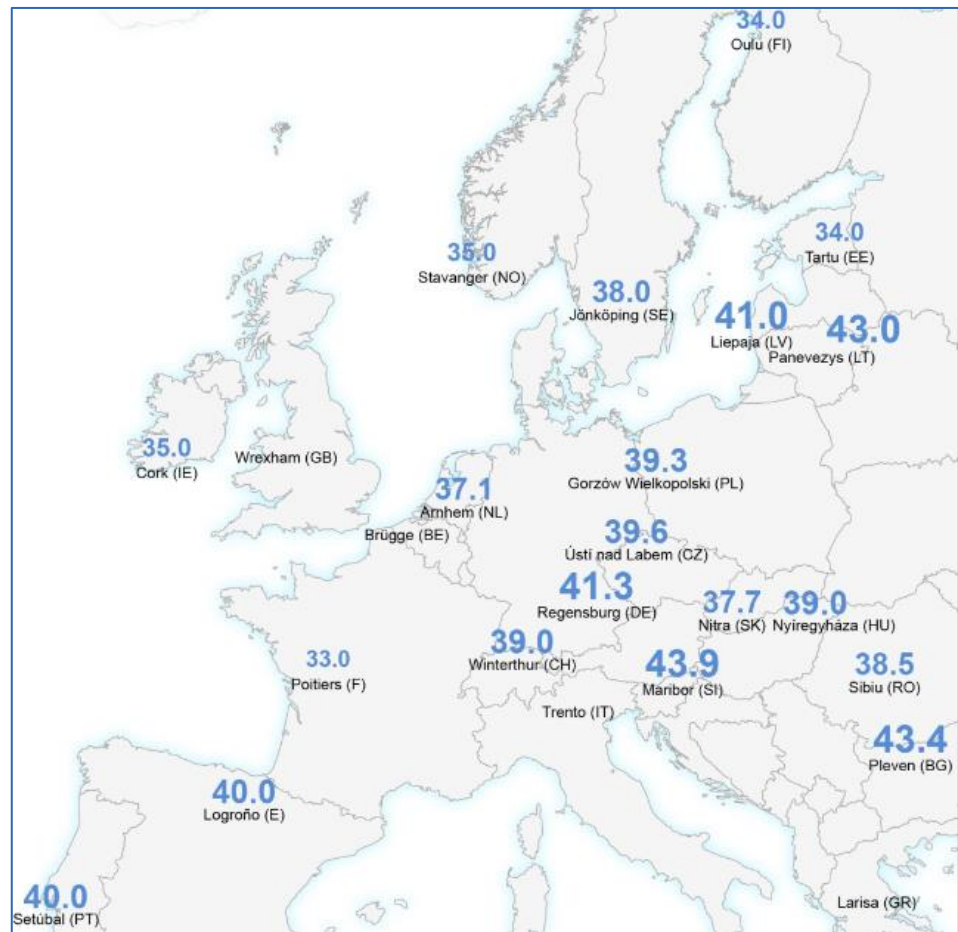 34.0
Oulu (FI)
34.0
Tartu (EE)
35.0
Stavanger (NO)
38.0
Jönköping (SE)
41.0
Liepaja (LV)
43.0
Panevezys (LT)
35.0
Cork (IE)
Wrexham (GB)
37.1
Arnhem (NL)
39.3
Gorzów Wielkopolski (PL)
Brügge (BE)
39.6
Ústí nad Labem (CZ)
41.3
Regensburg (DE)
37.7
Nitra (SK)
39.0
Nyíregyháza (HU)
39.0
Winterthur (CH)
33.0
Poitiers (F)
43.9
Maribor (SI)
38.5
Sibiu (RO)
Trento (IT)
43.4
Pleven (BG)
40.0
Logroño (E)
40.0
Setúbal (PT)
Larisa (GR)